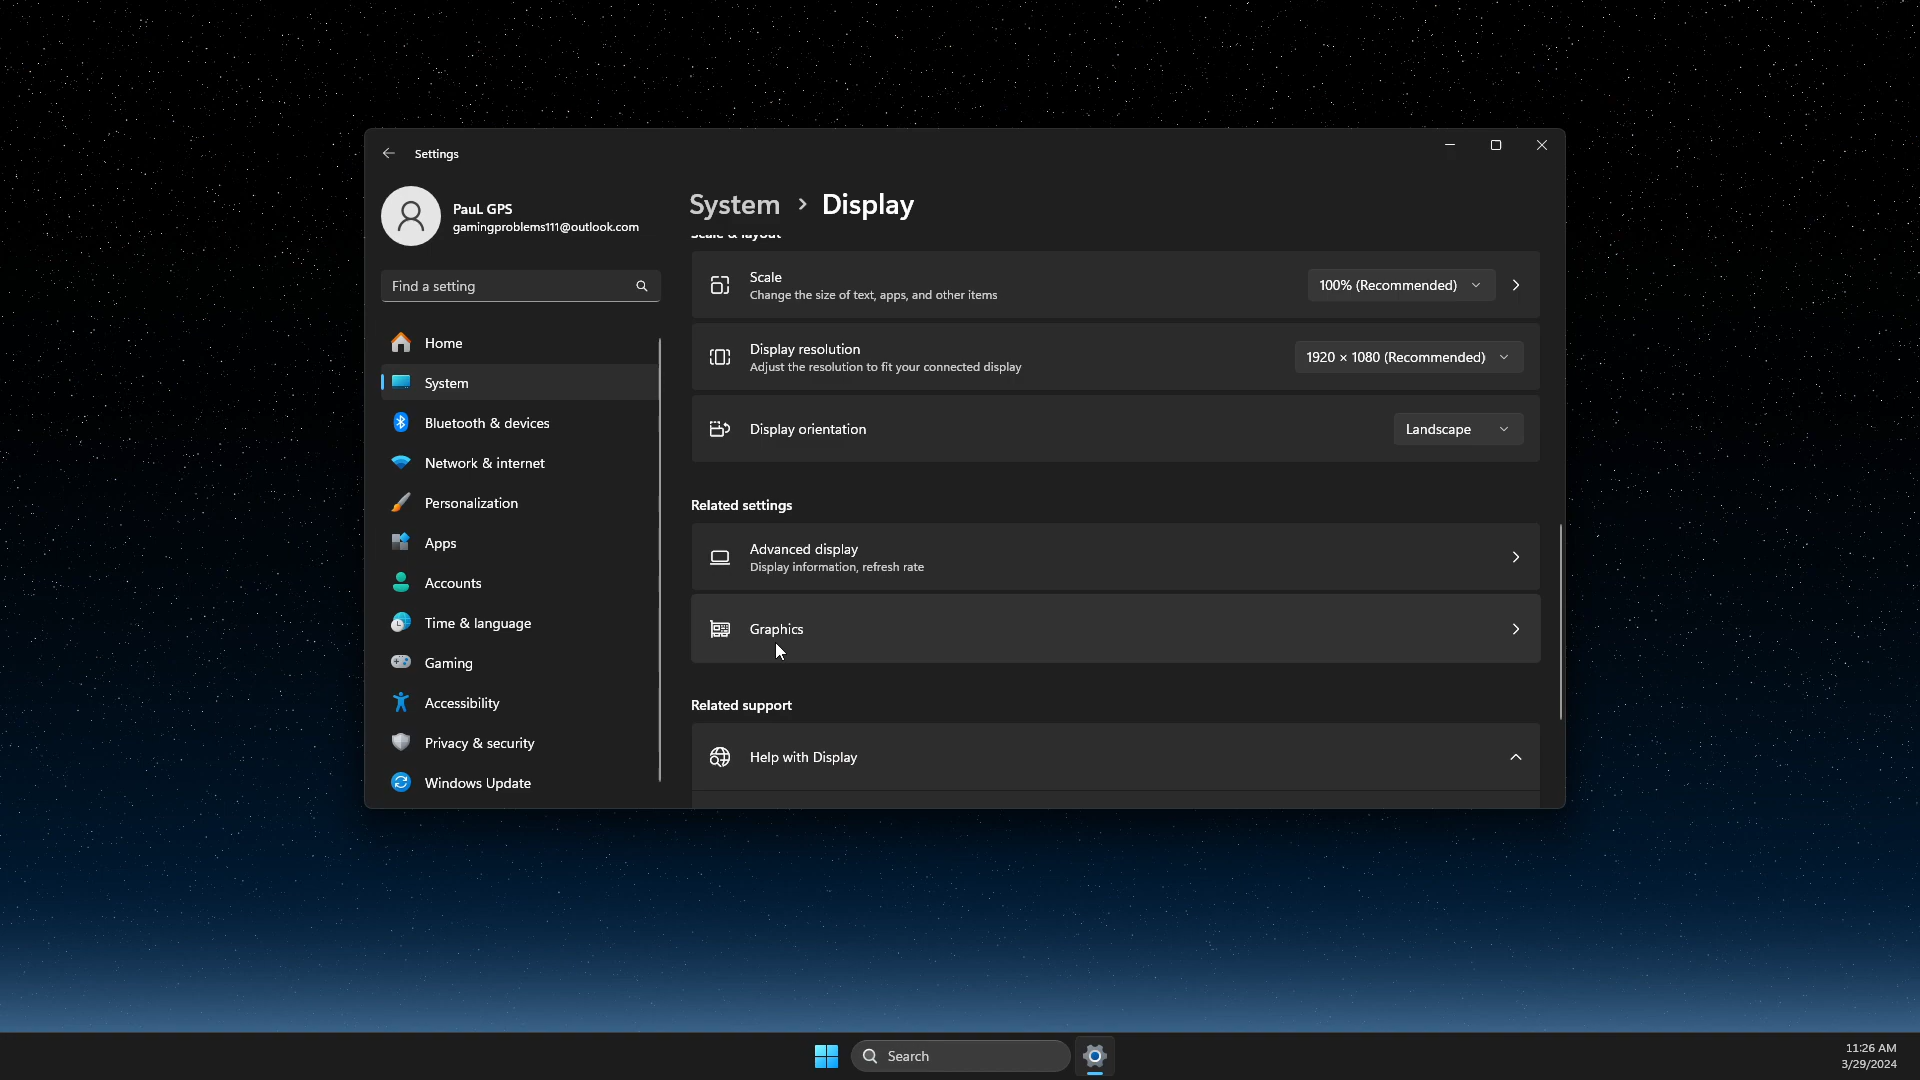 Settings
PauL GPS
gamingproblems111@outlook.com
Find a setting
Home
System
Bluetooth & devices
Network & internet
Personalization
Apps
Accounts
Time & language
Gaming
Accessibility
Privacy & security
Windows Update
System > Display
Scale & layout
Scale
Change the size of text, apps, and other items
100% (Recommended)
Display resolution
Adjust the resolution to fit your connected display
1920 × 1080 (Recommended)
Display orientation
Landscape
Related settings
Advanced display
Display information, refresh rate
Graphics
Related support
Help with Display
Search
11:26 AM
3/29/2024